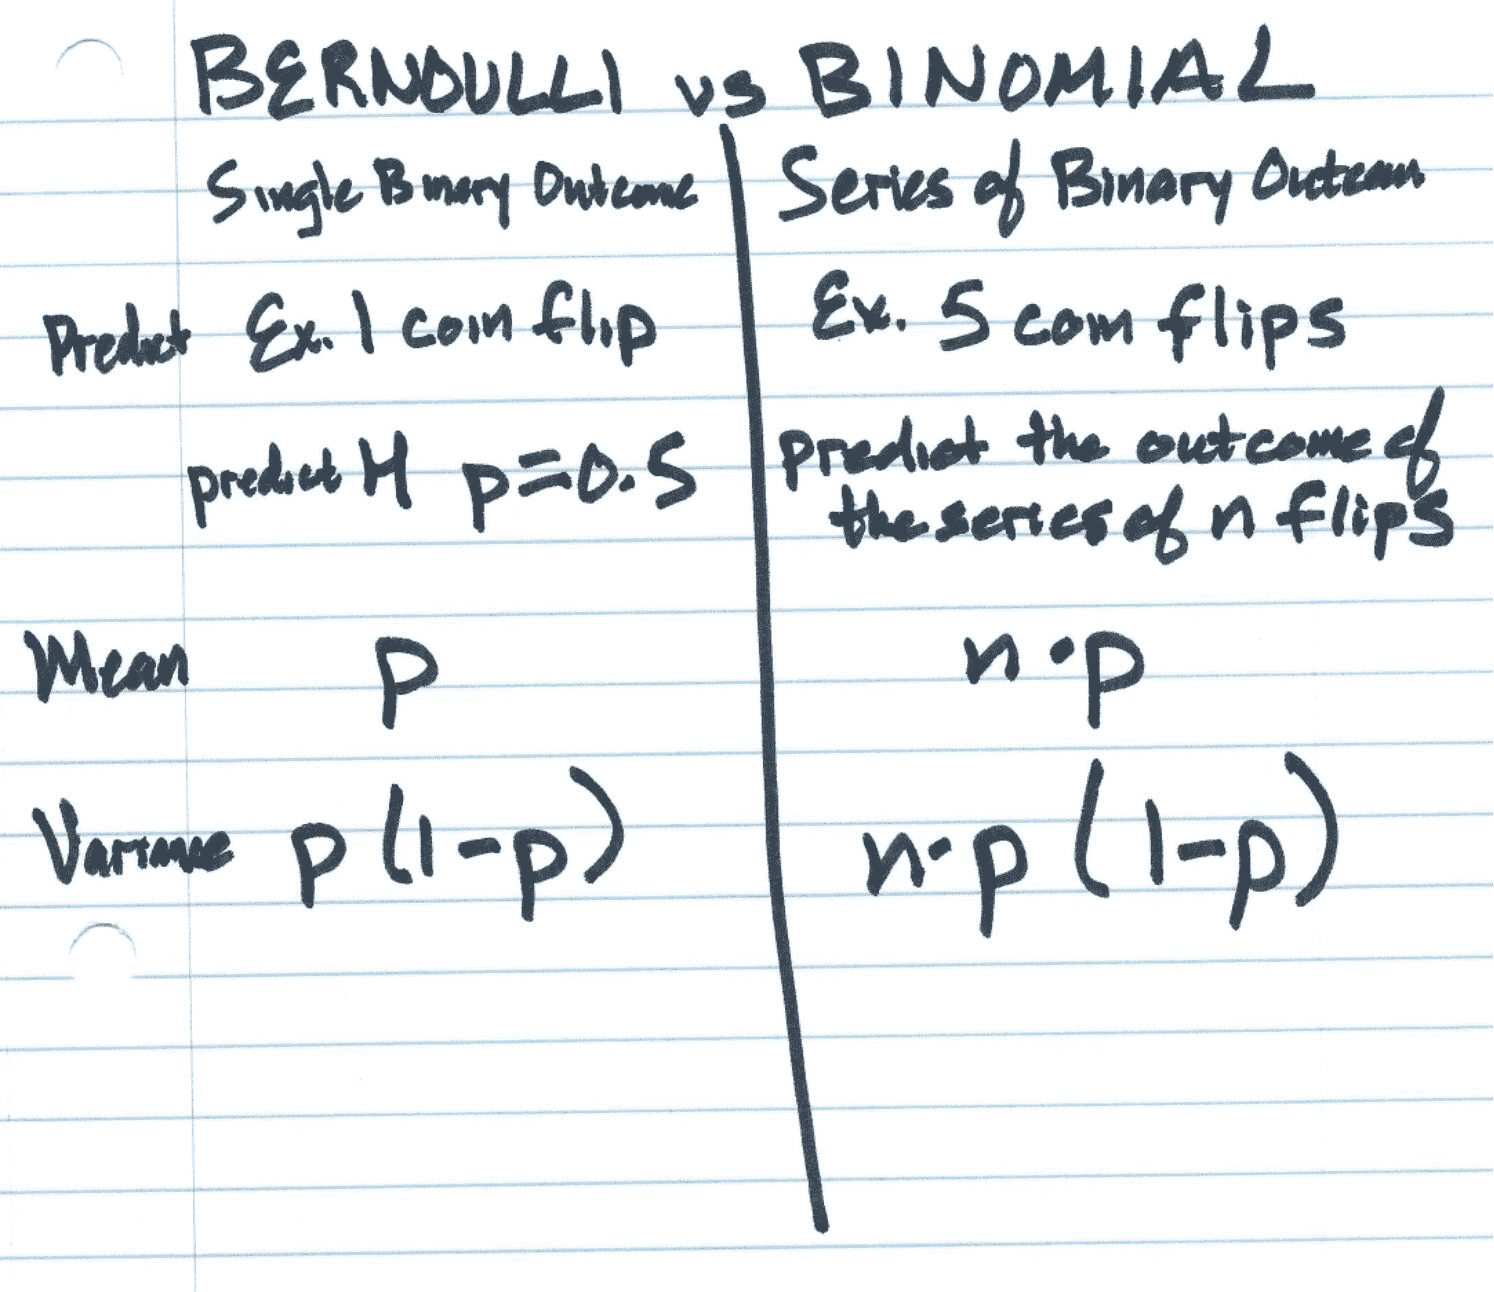 BERNOULLI vs BINOMIAL
Single Binary Outcome
Series of Binary Outcom
Predict Ex. 1 coin flip
Ex. 5 coin flips
predict H p=0.5
predict the outcome of
the series of n flips
Mean p
n·p
Variance p(1-p)
n·p(1-p)